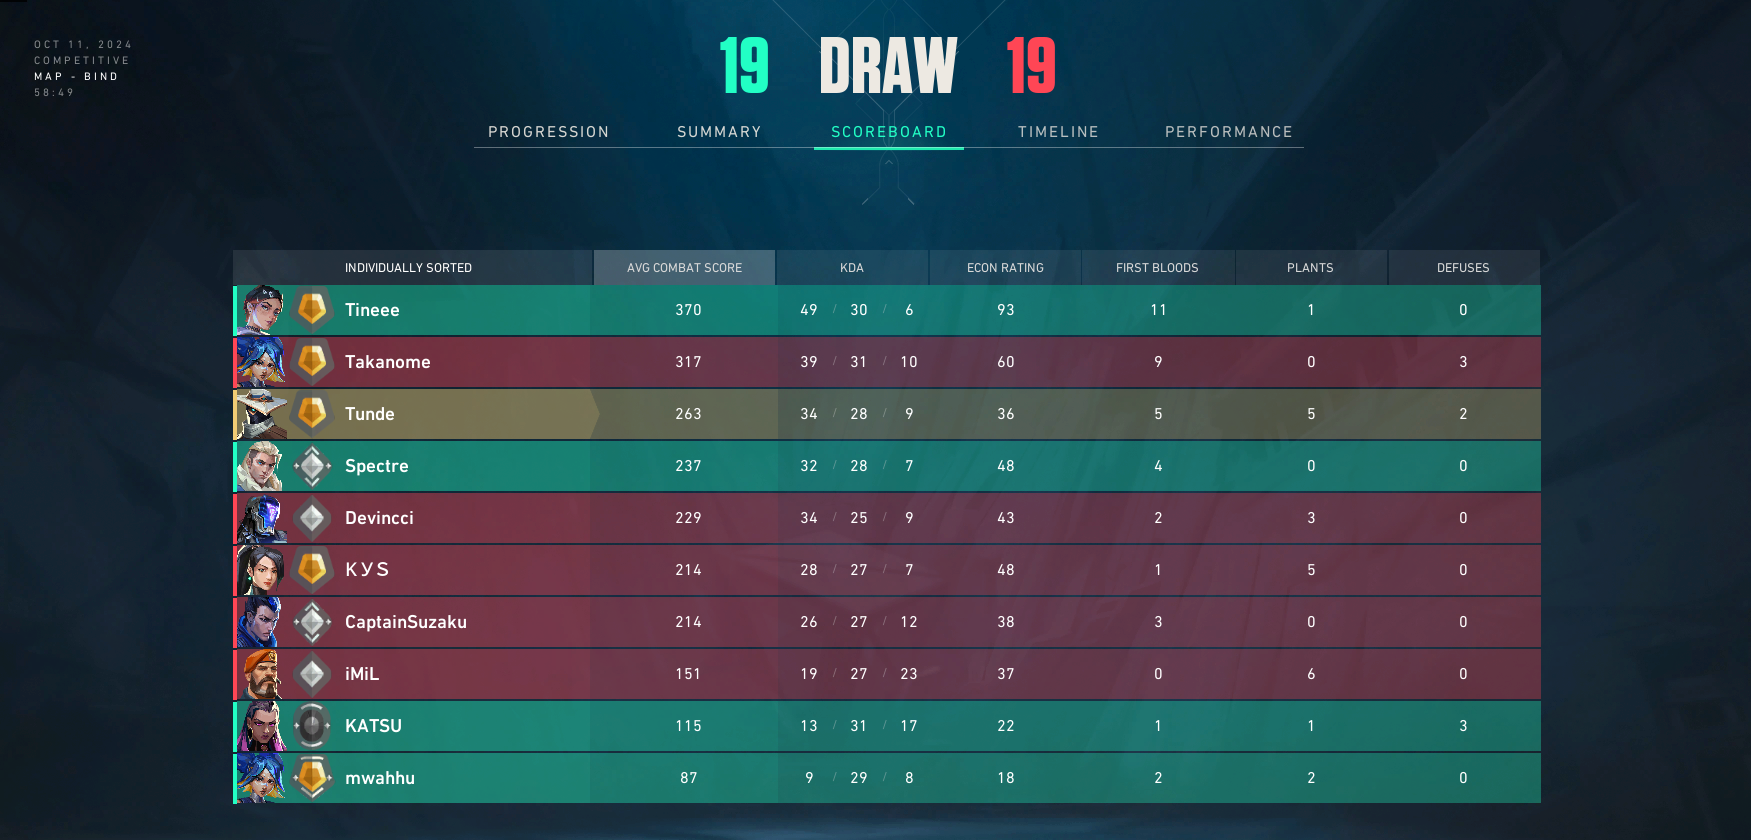 OCT 11, 2024
COMPETITIVE
MAP - BIND
58:49
19 DRAW 19
PROGRESSION SUMMARY SCOREBOARD TIMELINE PERFORMANCE
INDIVIDUALLY SORTED AVG COMBAT SCORE KDA ECON RATING FIRST BLOODS PLANTS DEFUSES
Tineee 370 49 / 30 / 6 93 11 1 0
Takanome 317 39 / 31 / 10 60 9 0 3
Tunde 263 34 / 28 / 9 36 5 5 2
Spectre 237 32 / 28 / 7 48 4 0 0
Devincci 229 34 / 25 / 9 43 2 3 0
КУЅ 214 28 / 27 / 7 48 1 5 0
CaptainSuzaku 214 26 / 27 / 12 38 3 0 0
iMiL 151 19 / 27 / 23 37 0 6 0
KATSU 115 13 / 31 / 17 22 1 1 3
mwahhu 87 9 / 29 / 8 18 2 2 0